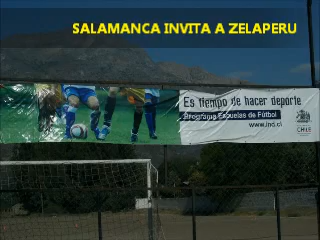 SALAMANCA INVITA A ZELAPERU
Es tiempo de hacer deporte
Programa Escuelas de Fútbol
www.ind.cl
CHILE